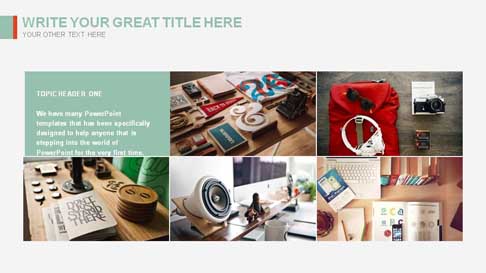 WRITE YOUR GREAT TITLE HERE
YOUR OTHER TEXT HERE
TOPIC READER ONE
We have many PowerPoint
templates that has been specifically
designed to help anyone that is
stepping into the world of
PowerPoint for the very first time.